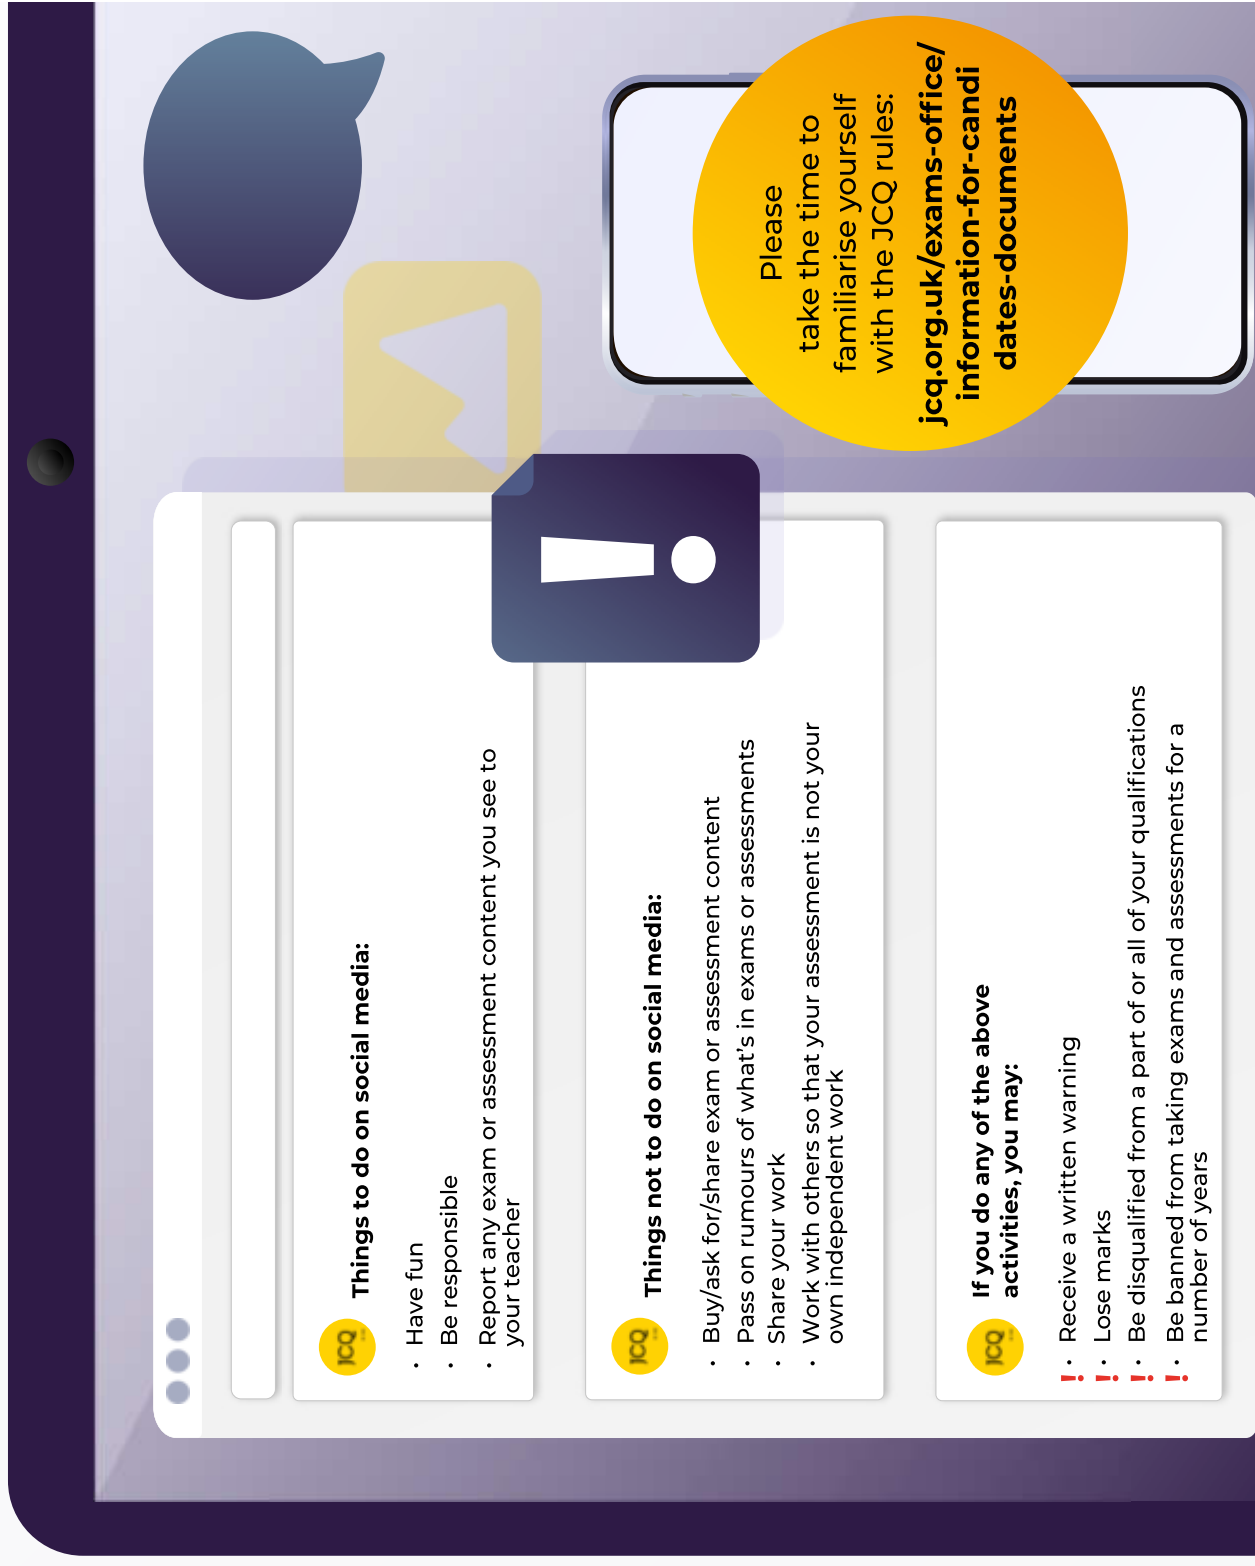 JCQ
Things to do on social media:
• Have fun
• Be responsible
• Report any exam or assessment content you see to
your teacher
JCQ
Things not to do on social media:
• Buy/ask for/share exam or assessment content
• Pass on rumours of what’s in exams or assessments
• Share your work
• Work with others so that your assessment is not your
own independent work
JCQ
If you do any of the above
activities, you may:
! • Receive a written warning
! • Lose marks
! • Be disqualified from a part of or all of your qualifications
! • Be banned from taking exams and assessments for a
number of years
!
Please
take the time to
familiarise yourself
with the JCQ rules:
jcq.org.uk/exams-office/
information-for-candi
dates-documents